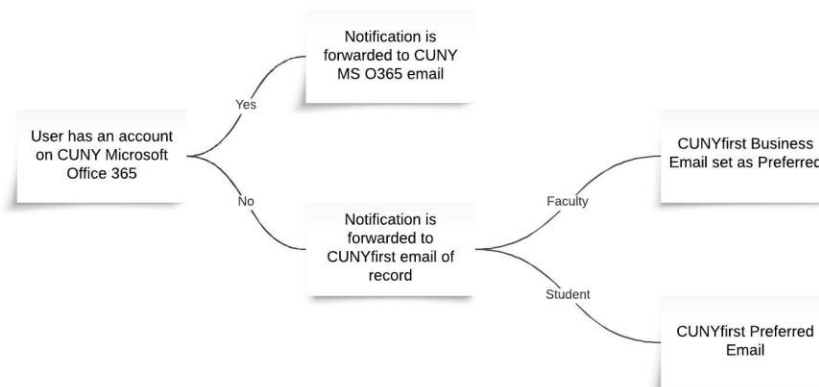 Notification is
forwarded to CUNY
MS O365 email
Yes
User has an account
on CUNY Microsoft
Office 365
No
Notification is
forwarded to
CUNYfirst email of
record
Faculty
CUNYfirst Business
Email set as Preferred
Student
CUNYfirst Preferred
Email